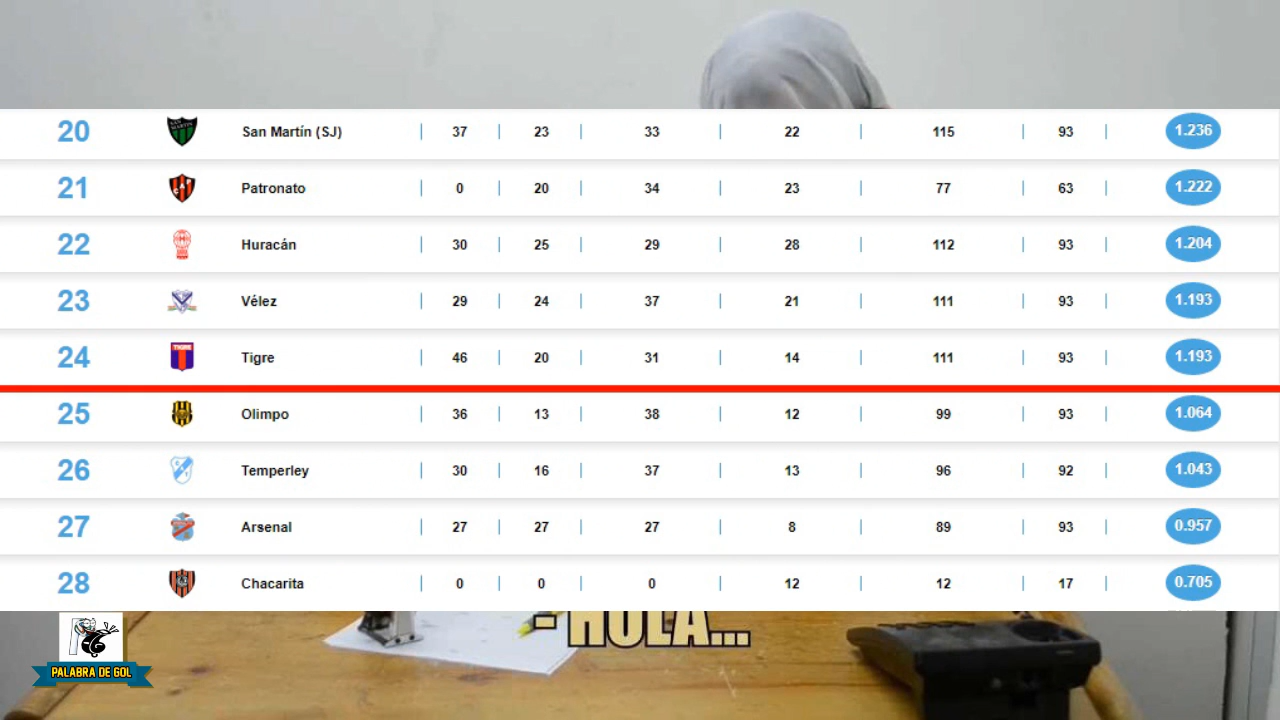 20 San Martín (SJ) | 37 | 23 | 33 | 22 | 115 | 93 | 1.236
21 Patronato | 0 | 20 | 34 | 23 | 77 | 63 | 1.222
22 Huracán | 30 | 25 | 29 | 28 | 112 | 93 | 1.204
23 Vélez | 29 | 24 | 37 | 21 | 111 | 93 | 1.193
24 TIGRE Tigre | 46 | 20 | 31 | 14 | 111 | 93 | 1.193
25 Olimpo | 36 | 13 | 38 | 12 | 99 | 93 | 1.064
26 Temperley | 30 | 16 | 37 | 13 | 96 | 92 | 1.043
27 Arsenal | 27 | 27 | 27 | 8 | 89 | 93 | 0.957
28 Chacarita | 0 | 0 | 0 | 12 | 12 | 17 | 0.705
- HOLA...
PALABRA DE GOL